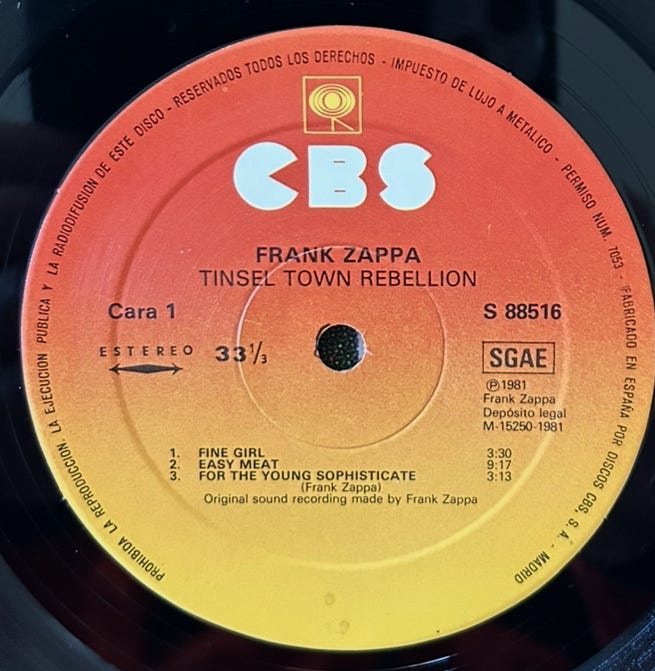 PROHIBIDA LA REPRODUCCION, LA EJECUCION PUBLICA Y LA RADIODIFUSION DE ESTE DISCO - RESERVADOS TODOS LOS DERECHOS - IMPUESTO DE LUJO A METALICO - PERMISO NUM. 7053 - FABRICADO EN ESPAÑA POR DISCOS CBS, S. A. - MADRID
CBS
FRANK ZAPPA
TINSEL TOWN REBELLION
Cara 1 S 88516
ESTEREO 33 1/3 SGAE
℗1981
Frank Zappa
Depósito legal
M-15250-1981
1. FINE GIRL 3:30
2. EASY MEAT 9:17
3. FOR THE YOUNG SOPHISTICATE 3:13
(Frank Zappa)
Original sound recording made by Frank Zappa